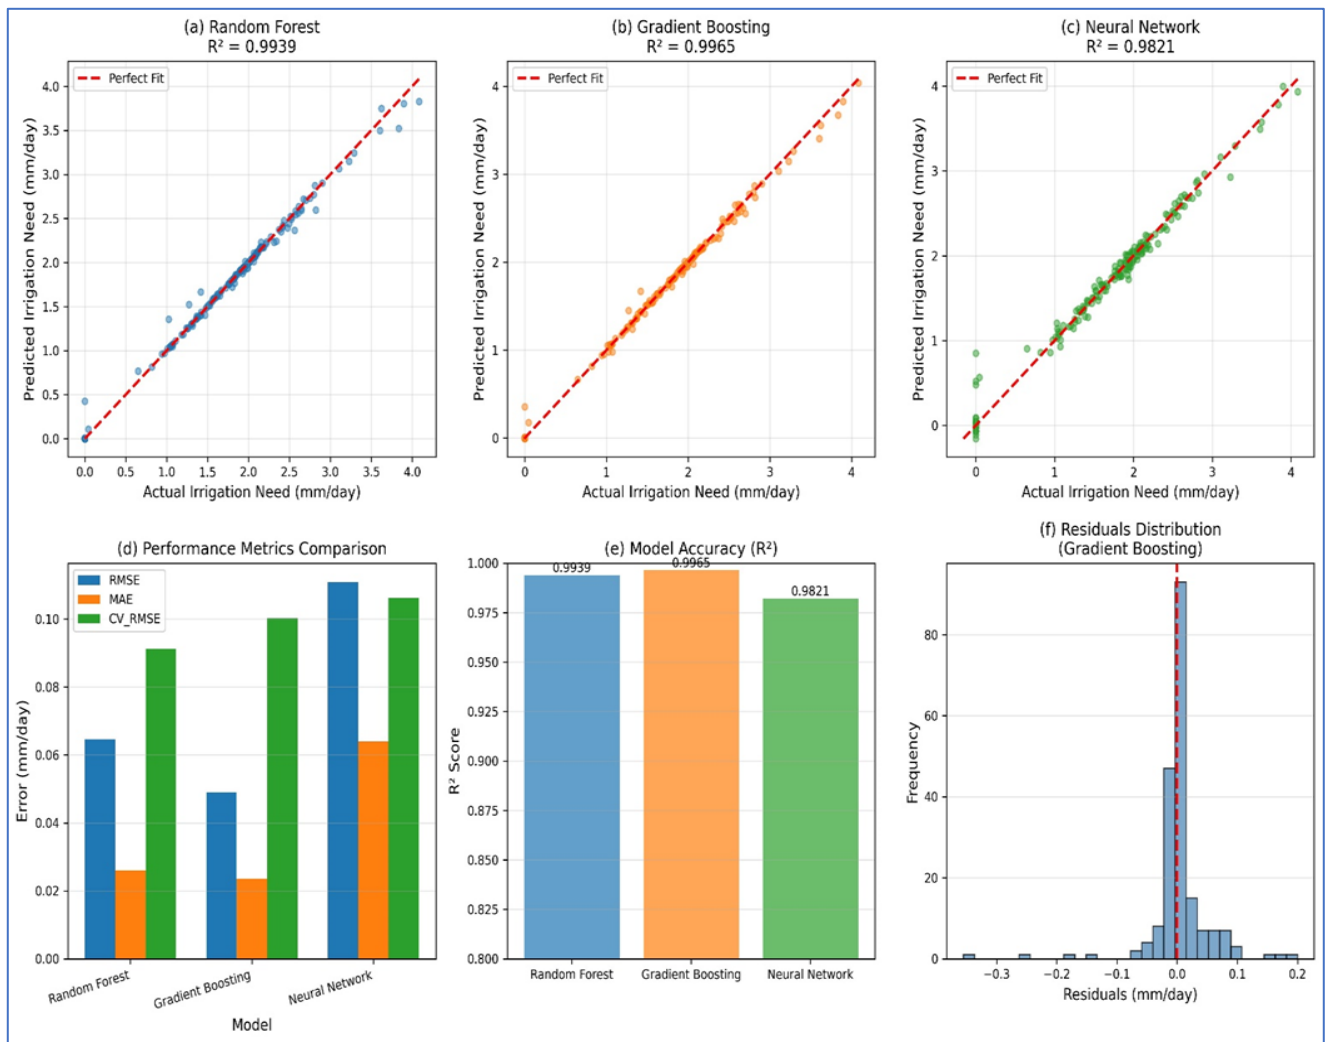 (a) Random Forest
R² = 0.9939
Perfect Fit
Predicted Irrigation Need (mm/day)
4.0
3.5
3.0
2.5
2.0
1.5
1.0
0.5
0.0
0.0 0.5 1.0 1.5 2.0 2.5 3.0 3.5 4.0
Actual Irrigation Need (mm/day)
(b) Gradient Boosting
R² = 0.9965
Perfect Fit
Predicted Irrigation Need (mm/day)
4
3
2
1
0
0 1 2 3 4
Actual Irrigation Need (mm/day)
(c) Neural Network
R² = 0.9821
Perfect Fit
Predicted Irrigation Need (mm/day)
4
3
2
1
0
0 1 2 3 4
Actual Irrigation Need (mm/day)
(d) Performance Metrics Comparison
RMSE
MAE
CV_RMSE
Error (mm/day)
0.10
0.08
0.06
0.04
0.02
0.00
Random Forest Gradient Boosting Neural Network
Model
(e) Model Accuracy (R²)
R² Score
1.000
0.975
0.950
0.925
0.900
0.875
0.850
0.825
0.800
0.9939 0.9965 0.9821
Random Forest Gradient Boosting Neural Network
(f) Residuals Distribution
(Gradient Boosting)
Frequency
80
60
40
20
0
−0.3 −0.2 −0.1 0.0 0.1 0.2
Residuals (mm/day)